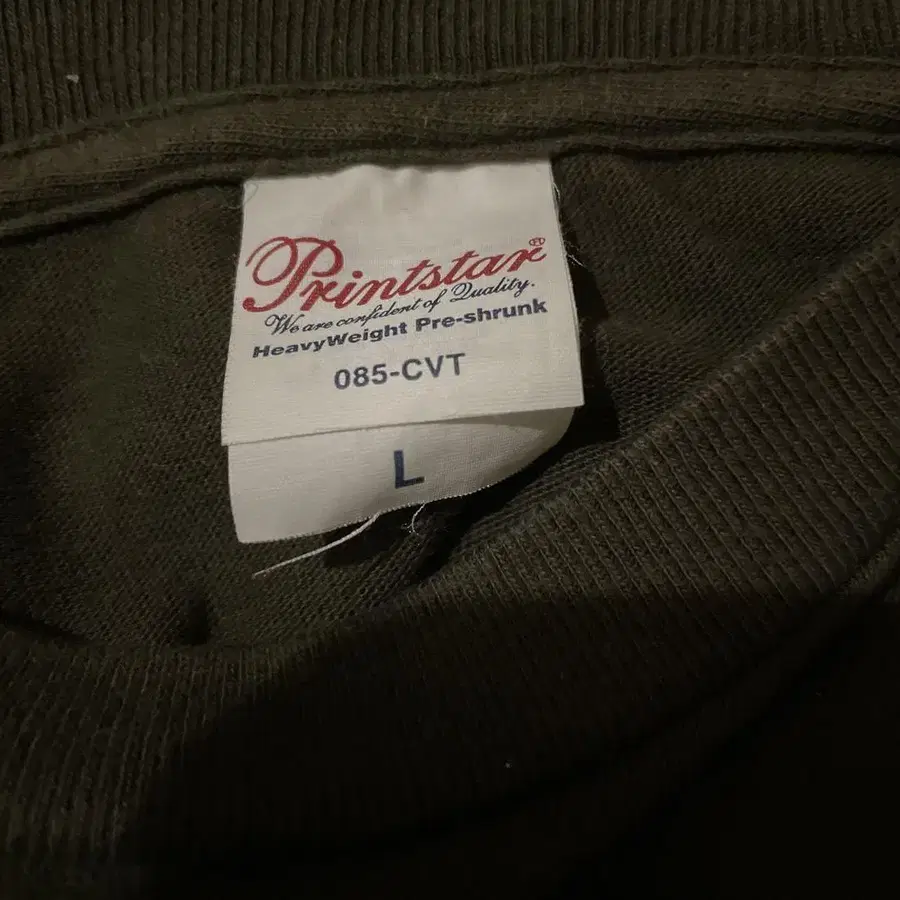 Printstar®
We are confident of Quality.
HeavyWeight Pre-shrunk
085-CVT
L